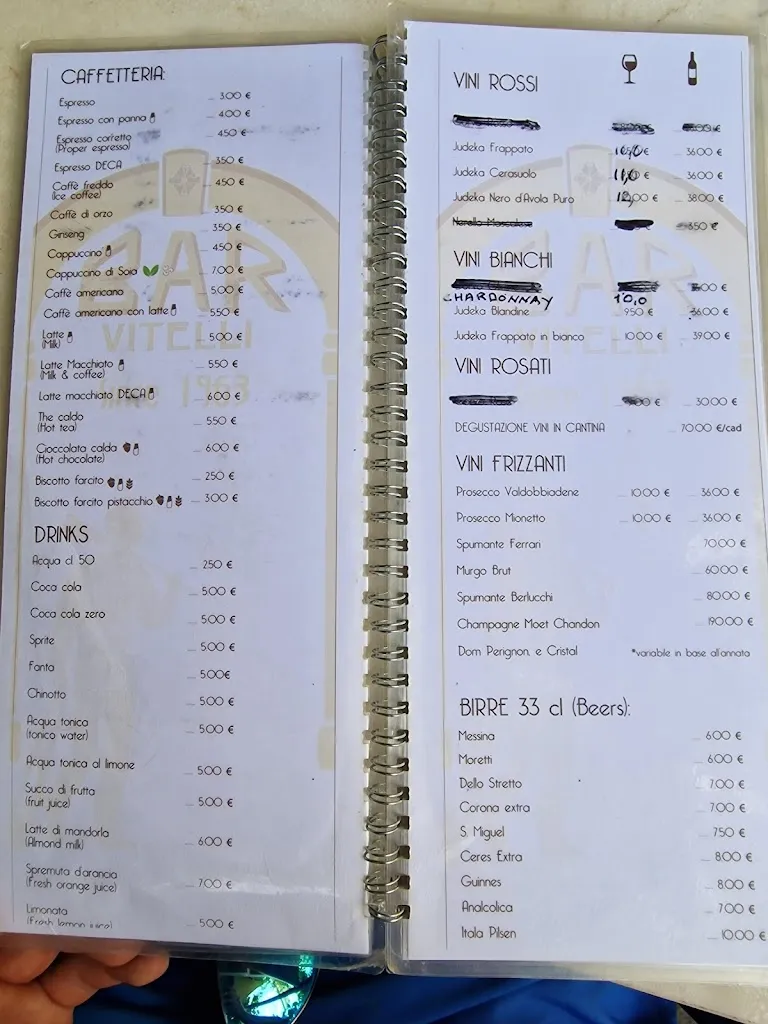 CAFFETTERIA:
Espresso ... 3.00 €
Espresso con panna ... 4.00 €
Espresso corretto ... 4.50 €
(Proper espresso)
Espresso DECA ... 3.50 €
Caffè freddo ... 4.50 €
(Ice coffee)
Caffè di orzo ... 3.50 €
Ginseng ... 3.50 €
Cappuccino ... 4.50 €
Cappuccino di Soia ... 7.00 €
Caffè americano ... 5.00 €
Caffè americano con latte ... 5.50 €
Latte ... 5.00 €
(Milk)
Latte Macchiato ... 5.50 €
(Milk & coffee)
Latte macchiato DECA ... 6.00 €
The caldo ... 5.50 €
(Hot tea)
Cioccolata calda ... 6.00 €
(Hot chocolate)
Biscotto farcito ... 2.50 €
Biscotto farcito pistacchio ... 3.00 €
BAR
VITELLI
DRINKS
Acqua cl 50 ... 2.50 €
Coca cola ... 5.00 €
Coca cola zero ... 5.00 €
Sprite ... 5.00 €
Fanta ... 5.00€
Chinotto ... 5.00 €
Acqua tonica ... 5.00 €
(tonico water)
Acqua tonica al limone ... 5.00 €
Succo di frutta ... 5.00 €
(fruit juice)
Latte di mandorla ... 6.00 €
(Almond milk)
Spremuta d'arancia ... 7.00 €
(Fresh orange juice)
Limonata ... 5.00 €
(Fresh lemon juice)
VINI ROSSI
Judeka Frappato ... € ... 36.00 €
Judeka Cerasuolo ... € ... 36.00 €
Judeka Nero d'Avola Puro ... € ... 38.00 €
VINI BIANCHI
CHARDONNAY 10,0
Judeka Blandine ... 9.50 € ... 36.00 €
Judeka Frappato in bianco ... 10.00 € ... 39.00 €
VINI ROSATI
... 30.00 €
DEGUSTAZIONE VINI IN CANTINA ... 70.00 €/cad
VINI FRIZZANTI
Prosecco Valdobbiadene ... 10.00 € ... 36.00 €
Prosecco Mionetto ... 10.00 € ... 36.00 €
Spumante Ferrari 70.00 €
Murgo Brut ... 60.00 €
Spumante Berlucchi ... 80.00 €
Champagne Moet Chandon ... 190.00 €
Dom Perignon e Cristal *variabile in base all'annata
BIRRE 33 cl (Beers):
Messina ... 6.00 €
Moretti ... 6.00 €
Dello Stretto ... 7.00 €
Corona extra ... 7.00 €
S. Miguel ... 7.50 €
Ceres Extra ... 8.00 €
Guinnes ... 8.00 €
Analcolica ... 7.00 €
Itala Pilsen ... 10.00 €